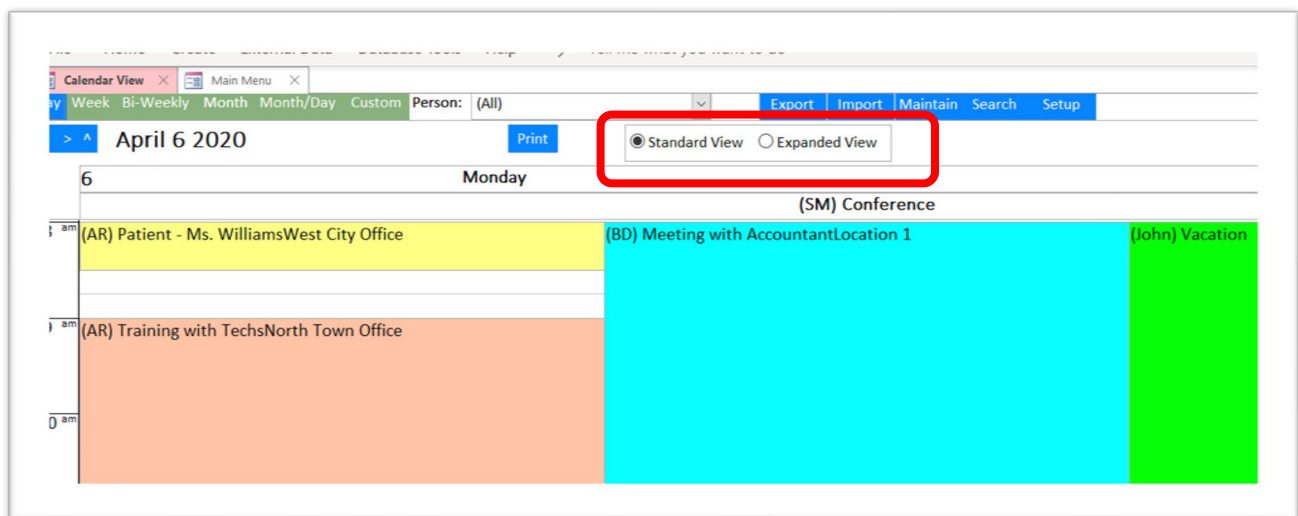 Calendar View × Main Menu ×
Week Bi-Weekly Month Month/Day Custom Person: (All) Export Import Maintain Search Setup
> ^ April 6 2020 Print Standard View Expanded View
6 Monday
(SM) Conference
am (AR) Patient - Ms. WilliamsWest City Office (BD) Meeting with AccountantLocation 1 (John) Vacation
am (AR) Training with TechsNorth Town Office
am